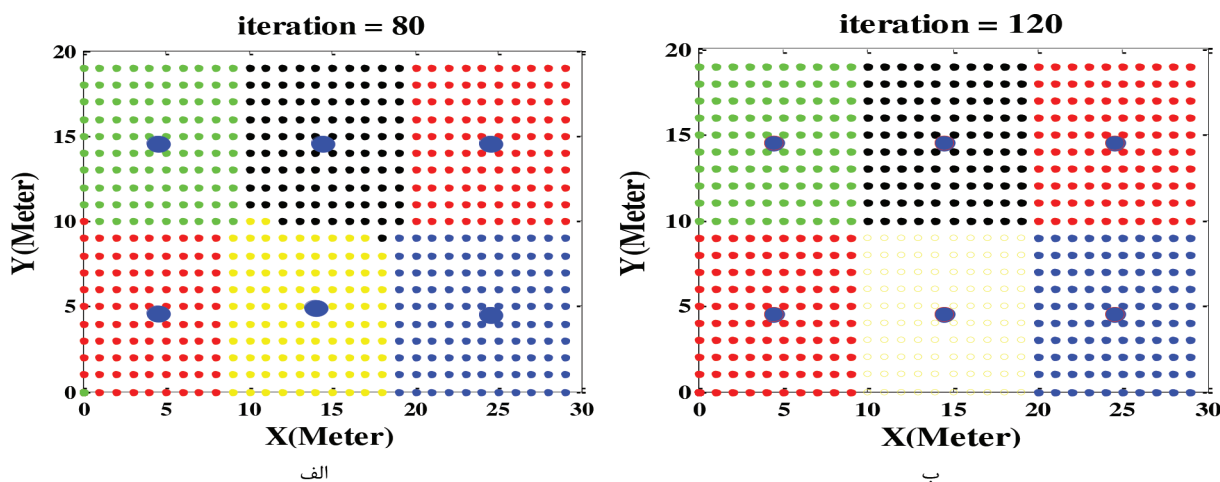 iteration = 80
20
15
10
5
0
0 5 10 15 20 25 30
Y(Meter)
X(Meter)
الف
iteration = 120
20
15
10
5
0
0 5 10 15 20 25 30
Y(Meter)
X(Meter)
ب